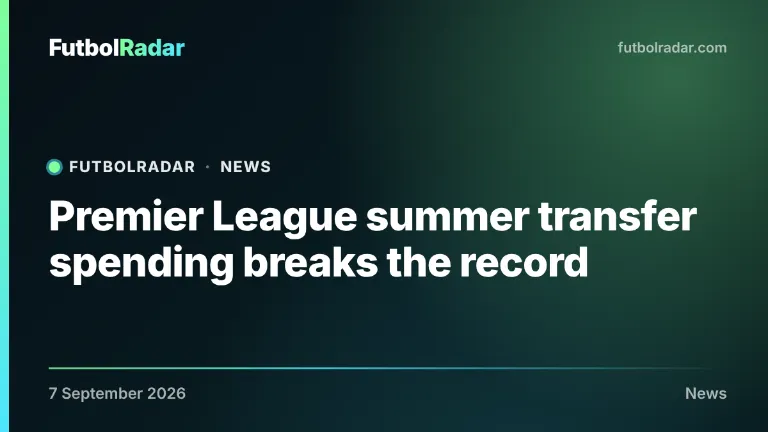 FutbolRadar
futbolradar.com
FUTBOLRADAR · NEWS
Premier League summer transfer
spending breaks the record
7 September 2026
News